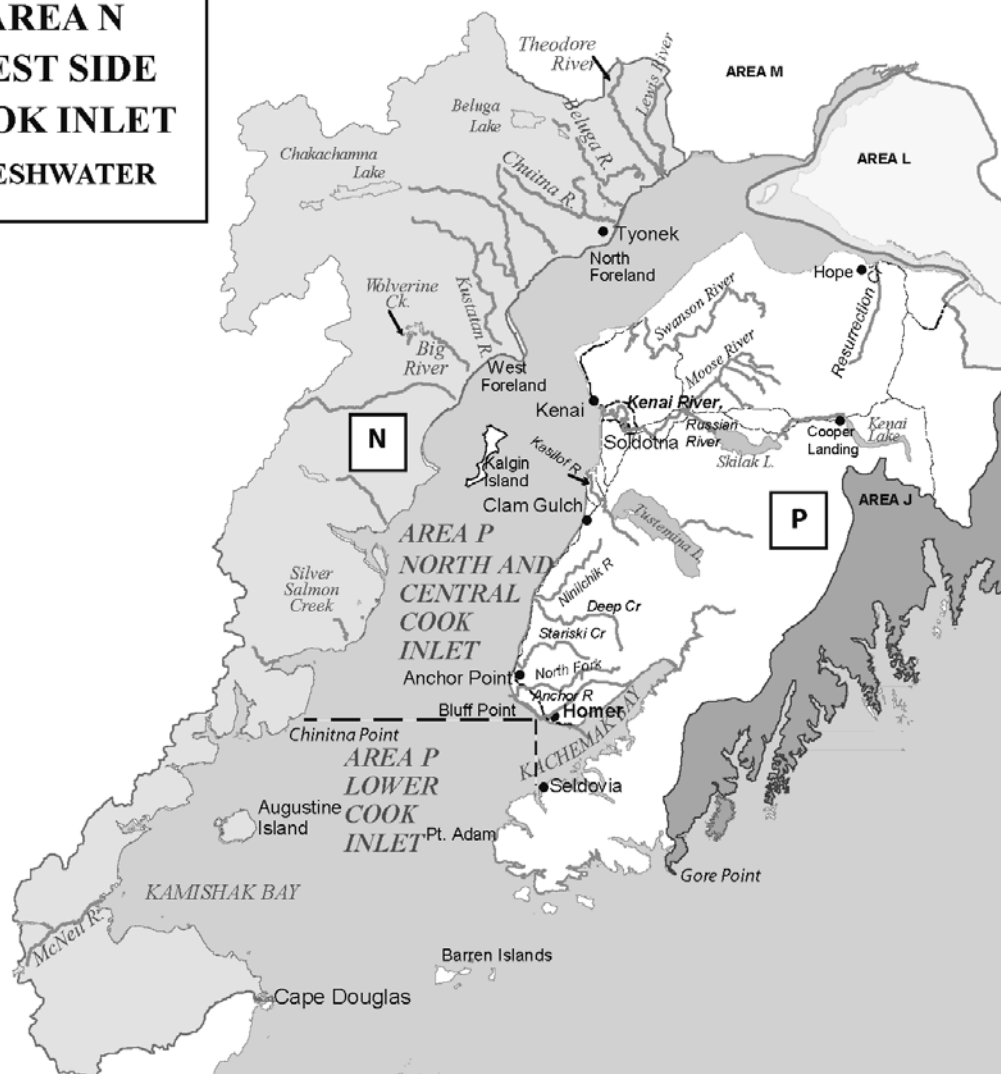 AREA N
EST SIDE
OK INLET
ESHWATER
Theodore
River
Lewis River
AREA M
Beluga
Lake
Beluga R.
AREA L
Chakachamna
Lake
Chuitna R.
Tyonek
North
Foreland
Hope
Resurrection Cr
Wolverine
Ck.
Kustatan R.
Swanson River
Big
River
Moose River
West
Foreland
Kenai
Kenai River,
Soldotna
Russian
River
Cooper
Landing
Kenai
Lake
Skilak L.
N
Kasilof R.
Kalgin
Island
Clam Gulch
AREA J
P
Tustemina L.
AREA P
NORTH AND
CENTRAL
COOK
INLET
Silver
Salmon
Creek
Ninilchik R
Deep Cr
Stariski Cr
North Fork
Anchor Point
Anchor R
Bluff Point
Homer
KACHEMAK BAY
Chinitna Point
AREA P
LOWER
COOK
INLET
Seldovia
Augustine
Island
Pt. Adam
Gore Point
KAMISHAK BAY
McNeil R.
Barren Islands
Cape Douglas